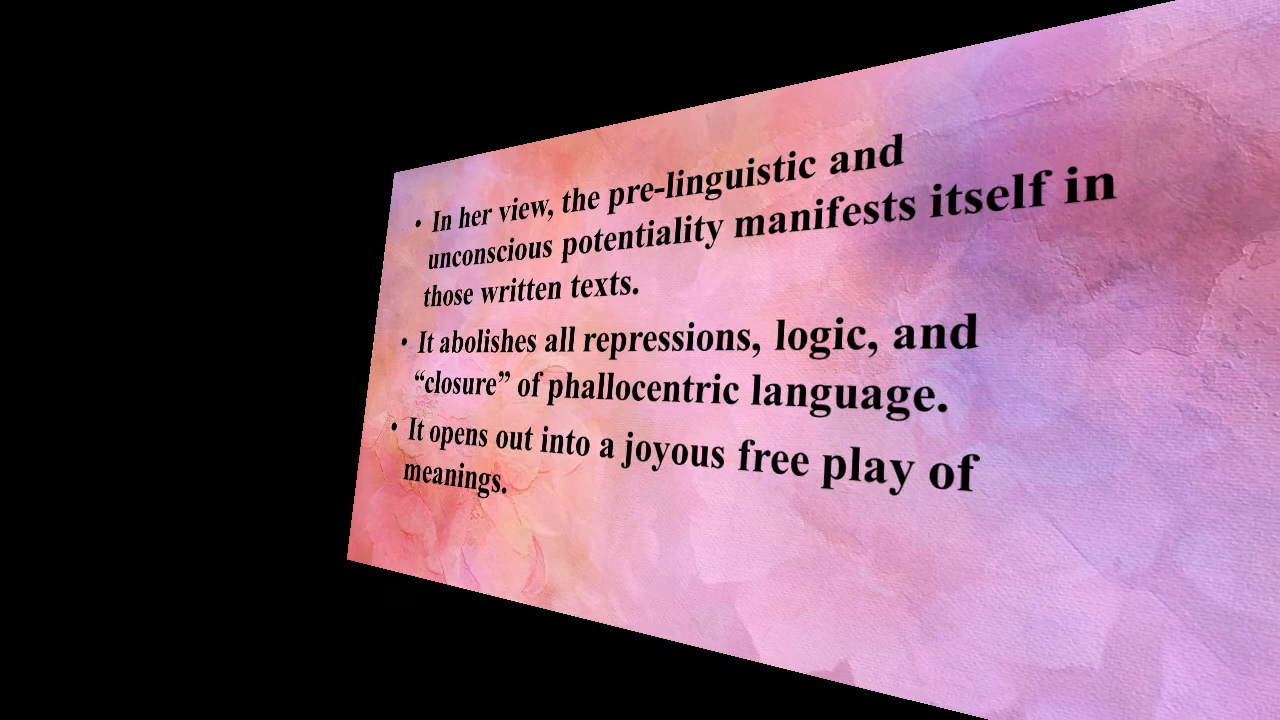 • In her view, the pre-linguistic and
unconscious potentiality manifests itself in
those written texts.
• It abolishes all repressions, logic, and
“closure” of phallocentric language.
• It opens out into a joyous free play of
meanings.